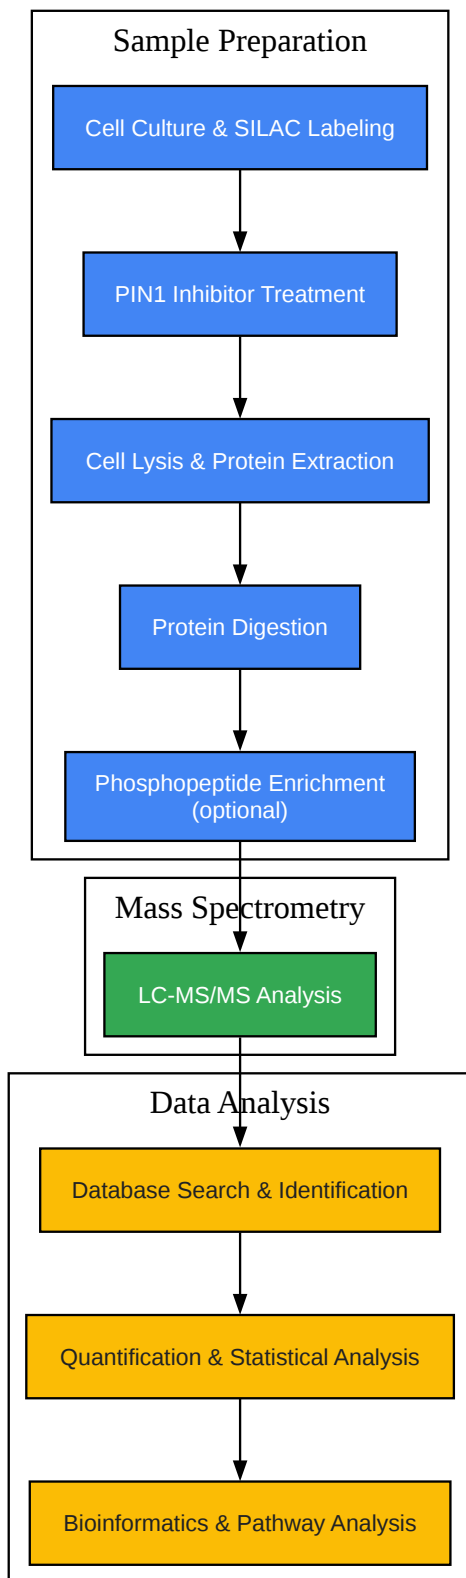 Sample Preparation
Cell Culture & SILAC Labeling
PIN1 Inhibitor Treatment
Cell Lysis & Protein Extraction
Protein Digestion
Phosphopeptide Enrichment
(optional)
Mass Spectrometry
LC-MS/MS Analysis
Data Analysis
Database Search & Identification
Quantification & Statistical Analysis
Bioinformatics & Pathway Analysis